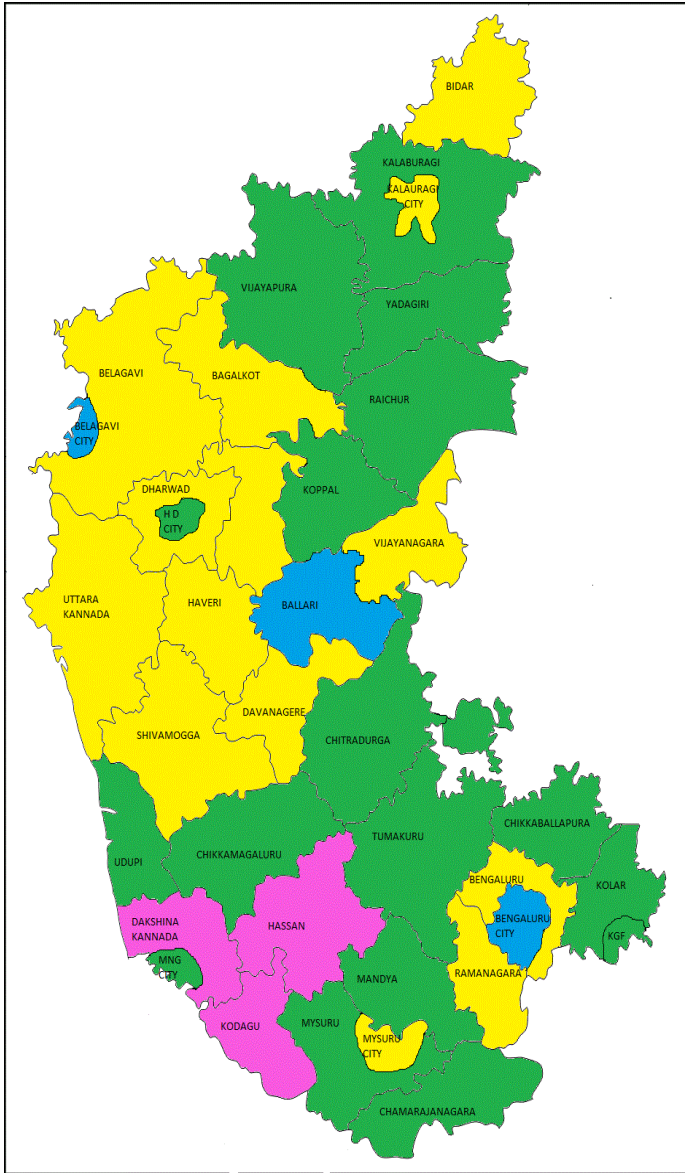 BIDAR
KALABURAGI
KALAURAGI
CITY
VIJAYAPURA
YADAGIRI
BELAGAVI
BAGALKOT
RAICHUR
BELAGAVI
CITY
DHARWAD
KOPPAL
H D
CITY
VIJAYANAGARA
UTTARA
KANNADA
HAVERI
BALLARI
DAVANAGERE
SHIVAMOGGA
CHITRADURGA
CHIKKABALLAPURA
TUMAKURU
UDUPI
CHIKKAMAGALURU
BENGALURU
KOLAR
DAKSHINA
KANNADA
HASSAN
BENGALURU
CITY
KGF
MNG
CITY
MANDYA
RAMANAGARA
KODAGU
MYSURU
MYSURU
CITY
CHAMARAJANAGARA